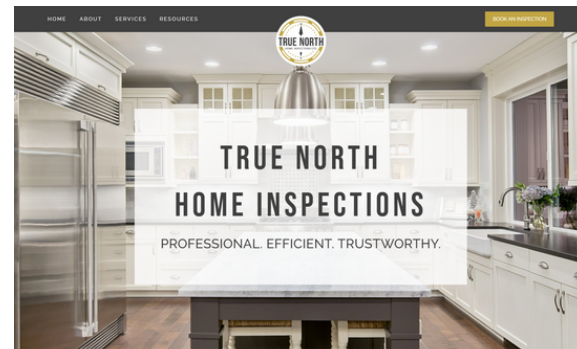 HOME ABOUT SERVICES RESOURCES
BOOK AN INSPECTION
TRUE NORTH
TRUE NORTH
HOME INSPECTIONS
PROFESSIONAL. EFFICIENT. TRUSTWORTHY.